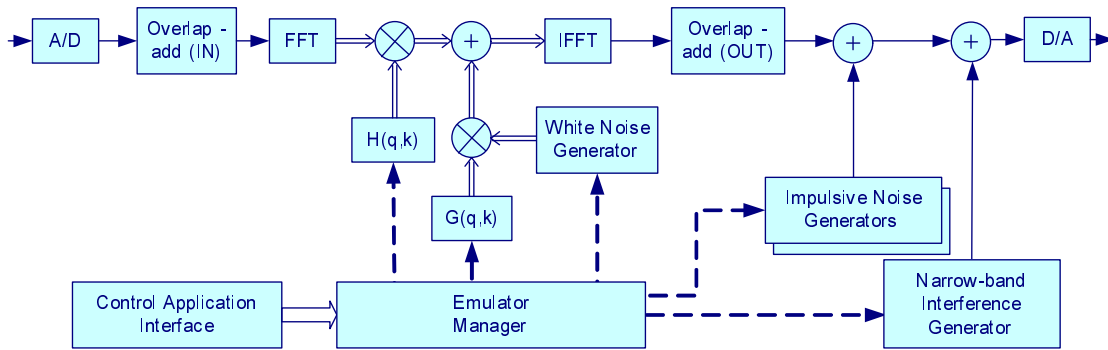 A/D
Overlap -
add (IN)
FFT
+
IFFT
Overlap -
add (OUT)
+
+
D/A
H(q,k)
White Noise
Generator
G(q,k)
Impulsive Noise
Generators
Control Application
Interface
Emulator
Manager
Narrow-band
Interference
Generator